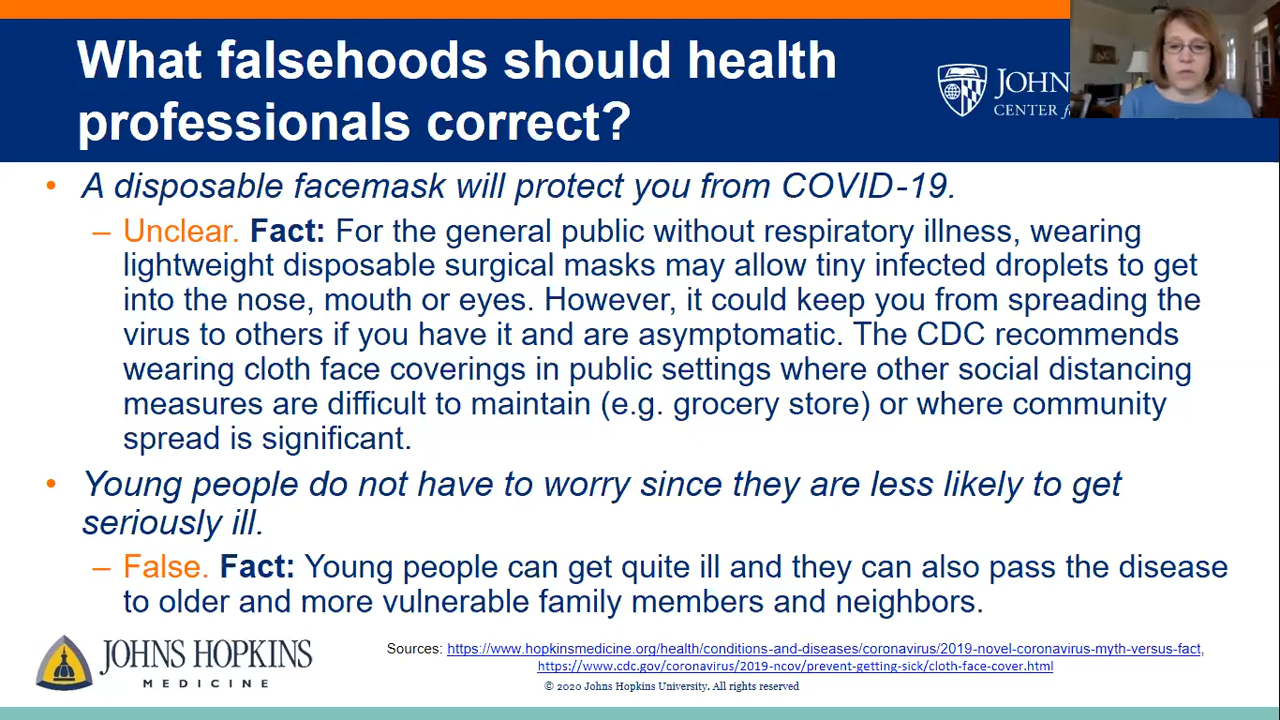 What falsehoods should health
professionals correct?
JOHNS
CENTER for
• A disposable facemask will protect you from COVID-19.
– Unclear. Fact: For the general public without respiratory illness, wearing
lightweight disposable surgical masks may allow tiny infected droplets to get
into the nose, mouth or eyes. However, it could keep you from spreading the
virus to others if you have it and are asymptomatic. The CDC recommends
wearing cloth face coverings in public settings where other social distancing
measures are difficult to maintain (e.g. grocery store) or where community
spread is significant.
• Young people do not have to worry since they are less likely to get
seriously ill.
– False. Fact: Young people can get quite ill and they can also pass the disease
to older and more vulnerable family members and neighbors.
JOHNS HOPKINS
MEDICINE
Sources: https://www.hopkinsmedicine.org/health/conditions-and-diseases/coronavirus/2019-novel-coronavirus-myth-versus-fact,
https://www.cdc.gov/coronavirus/2019-ncov/prevent-getting-sick/cloth-face-cover.html
© 2020 Johns Hopkins University. All rights reserved